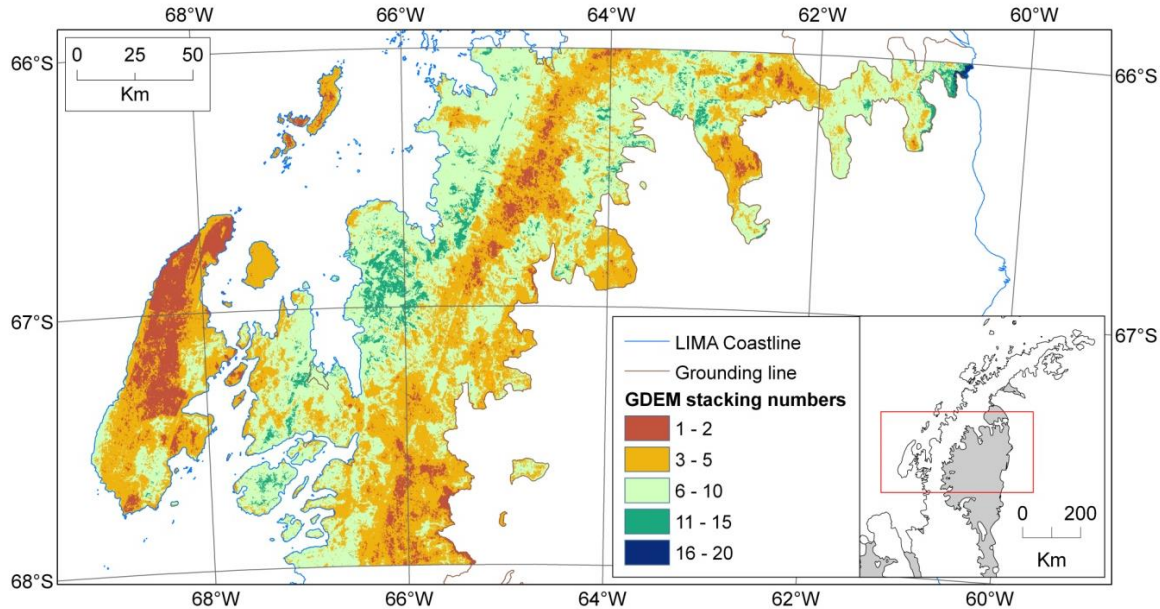 68°W 66°W 64°W 62°W 60°W
0 25 50
Km
66°S 66°S
67°S 67°S
LIMA Coastline
Grounding line
GDEM stacking numbers
1 - 2
3 - 5
6 - 10
11 - 15
16 - 20
0 200
Km
68°S 68°S
68°W 66°W 64°W 62°W 60°W